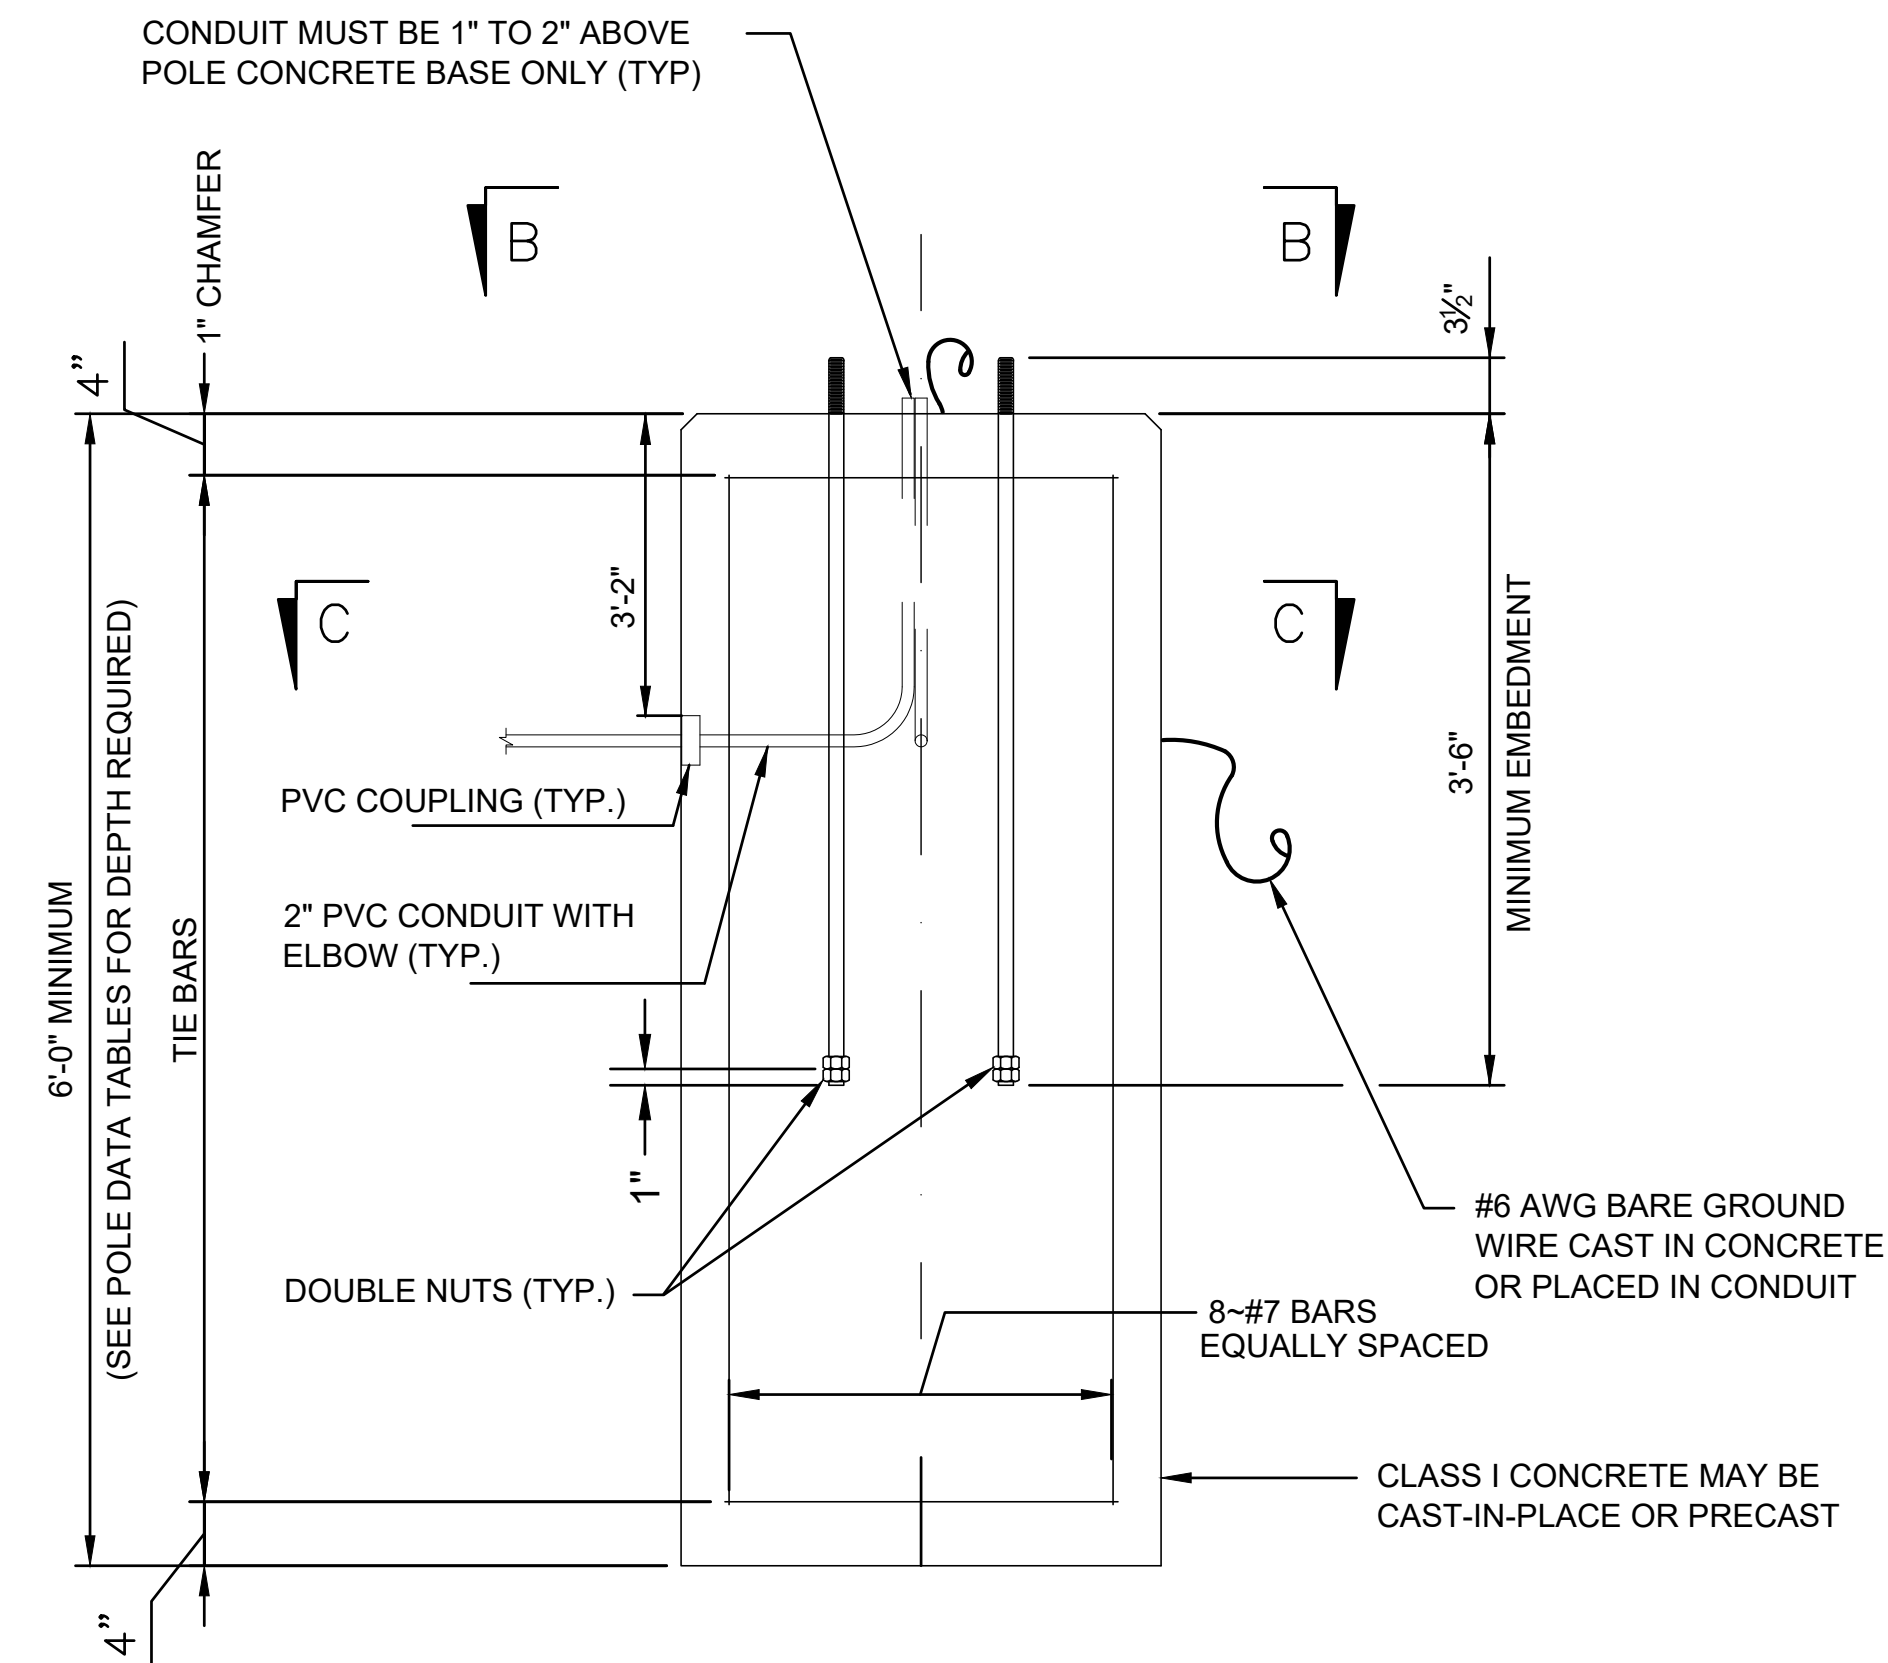 CONDUIT MUST BE 1" TO 2" ABOVE
POLE CONCRETE BASE ONLY (TYP)
1" CHAMFER
4”
B
B
3½"
C
C
3'-2"
3'-6"
MINIMUM EMBEDMENT
6'-0" MINIMUM
(SEE POLE DATA TABLES FOR DEPTH REQUIRED)
TIE BARS
PVC COUPLING (TYP.)
2" PVC CONDUIT WITH
ELBOW (TYP.)
1"
DOUBLE NUTS (TYP.)
#6 AWG BARE GROUND
WIRE CAST IN CONCRETE
OR PLACED IN CONDUIT
8~#7 BARS
EQUALLY SPACED
CLASS I CONCRETE MAY BE
CAST-IN-PLACE OR PRECAST
4”